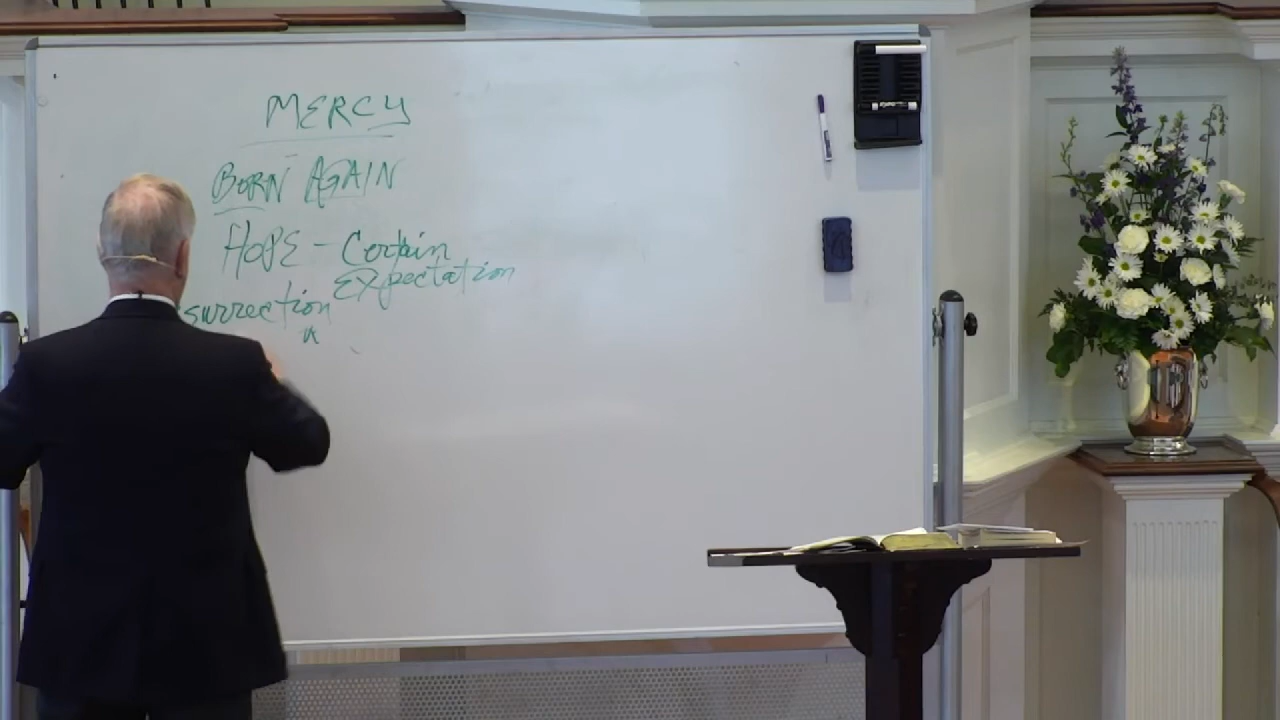 MERCY
BORN AGAIN
HOPE - Certain
Expectation
surrection